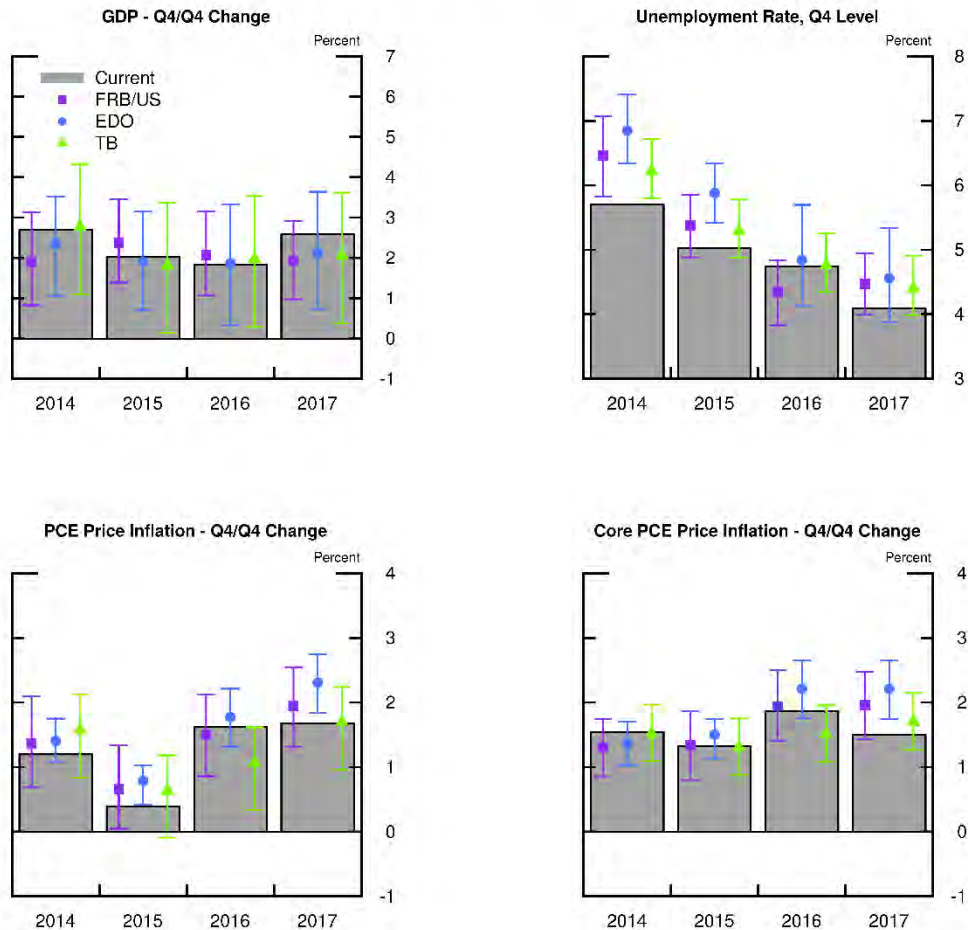 GDP - Q4/Q4 Change
Percent
7
6
5
4
3
2
1
0
-1
Current
FRB/US
EDO
TB
2014 2015 2016 2017
Unemployment Rate, Q4 Level
Percent
8
7
6
5
4
3
2014 2015 2016 2017
PCE Price Inflation - Q4/Q4 Change
Percent
4
3
2
1
0
-1
2014 2015 2016 2017
Core PCE Price Inflation - Q4/Q4 Change
Percent
4
3
2
1
0
-1
2014 2015 2016 2017